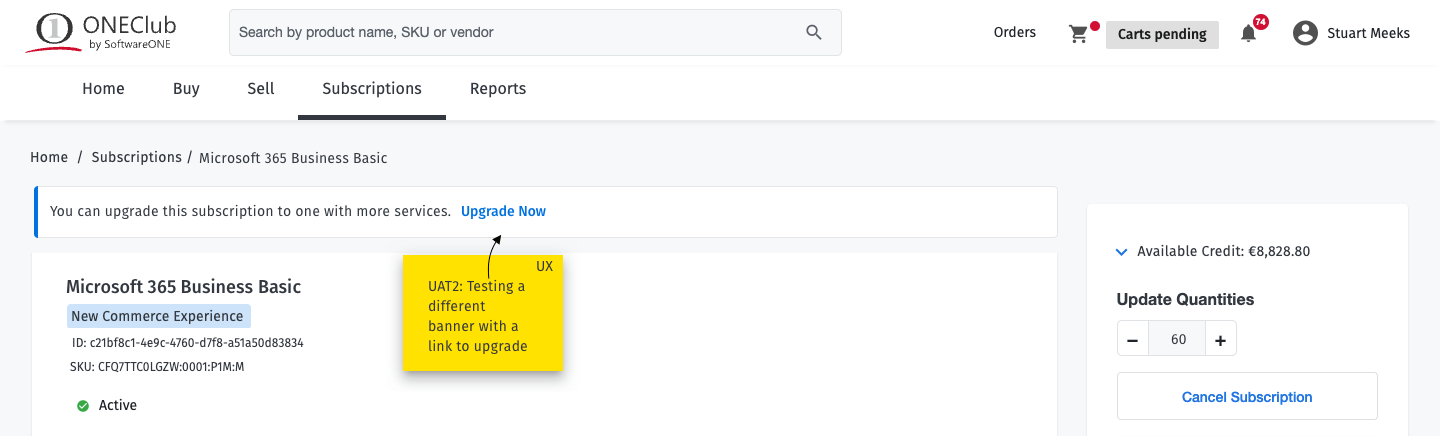 ONEClub
by SoftwareONE
Search by product name, SKU or vendor
Orders
Carts pending
74
Stuart Meeks
Home
Buy
Sell
Subscriptions
Reports
Home / Subscriptions / Microsoft 365 Business Basic
You can upgrade this subscription to one with more services. Upgrade Now
UX
UAT2: Testing a
different
banner with a
link to upgrade
Microsoft 365 Business Basic
New Commerce Experience
ID: c21bf8c1-4e9c-4760-d7f8-a51a50d83834
SKU: CFQ7TTC0LGZW:0001:P1M:M
Active
Available Credit: €8,828.80
Update Quantities
− 60 +
Cancel Subscription